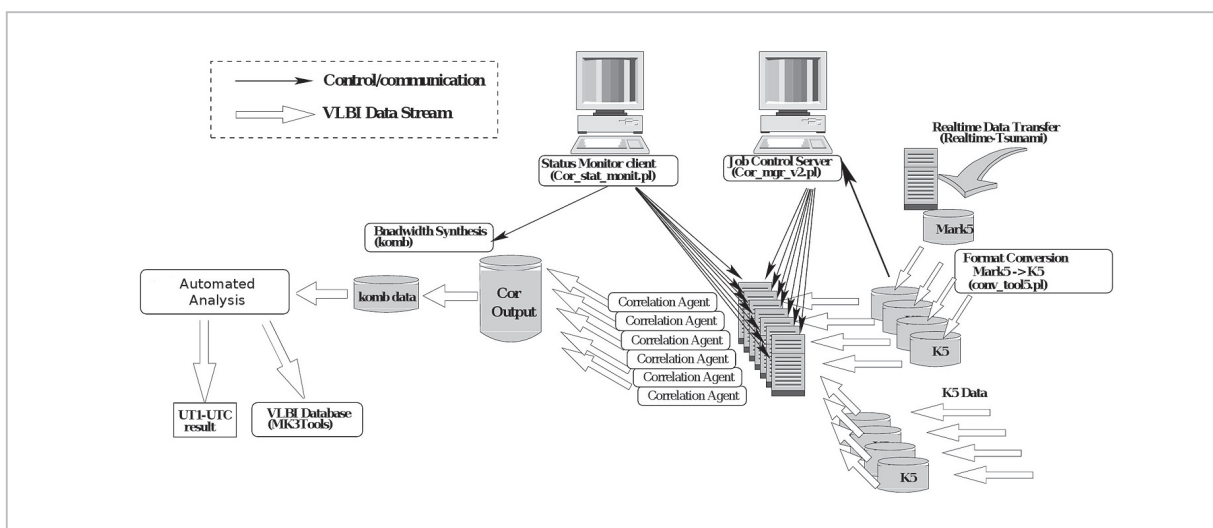 Control/communication
VLBI Data Stream
Status Monitor client
(Cor_stat_monit.pl)
Job Control Server
(Cor_mgr_v2.pl)
Realtime Data Transfer
(Realtime-Tsunami)
Mark5
Bnadwidth Synthesis
(komb)
Format Conversion
Mark5 -> K5
(conv_tool5.pl)
Automated
Analysis
komb data
Cor
Output
Correlation Agent
Correlation Agent
Correlation Agent
Correlation Agent
Correlation Agent
Correlation Agent
K5
K5 Data
UT1-UTC
result
VLBI Database
(MK3Tools)
K5